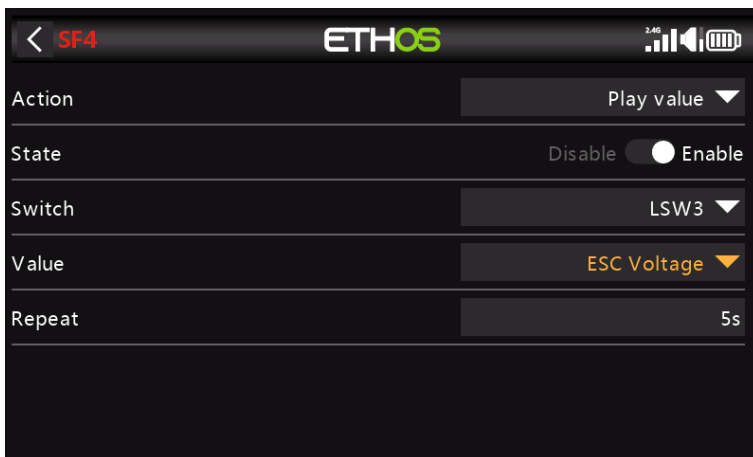 SF4 ETHOS 2.4G
Action Play value
State Disable Enable
Switch LSW3
Value ESC Voltage
Repeat 5s